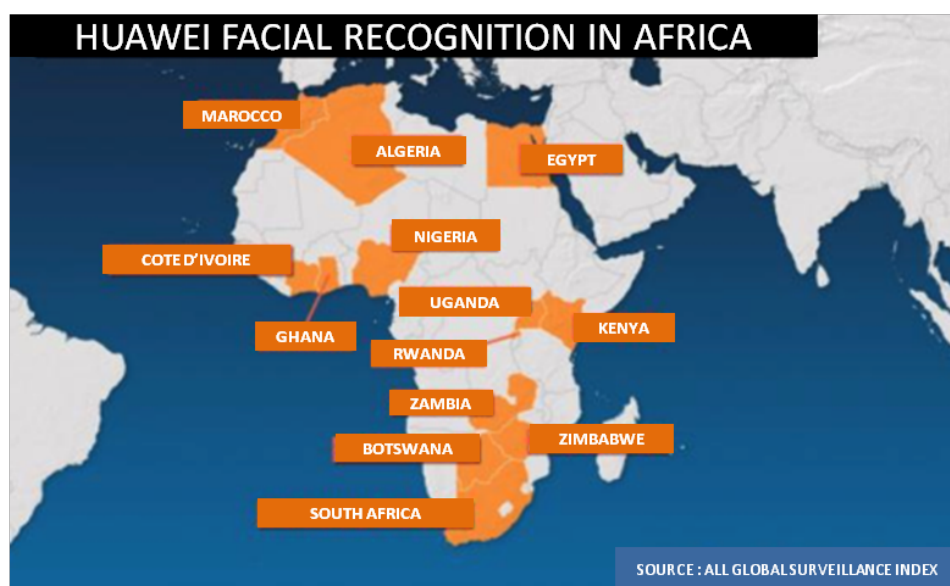 HUAWEI FACIAL RECOGNITION IN AFRICA
MAROCCO
ALGERIA
EGYPT
NIGERIA
COTE D'IVOIRE
UGANDA
KENYA
GHANA
RWANDA
ZAMBIA
ZIMBABWE
BOTSWANA
SOUTH AFRICA
SOURCE : ALL GLOBAL SURVEILLANCE INDEX